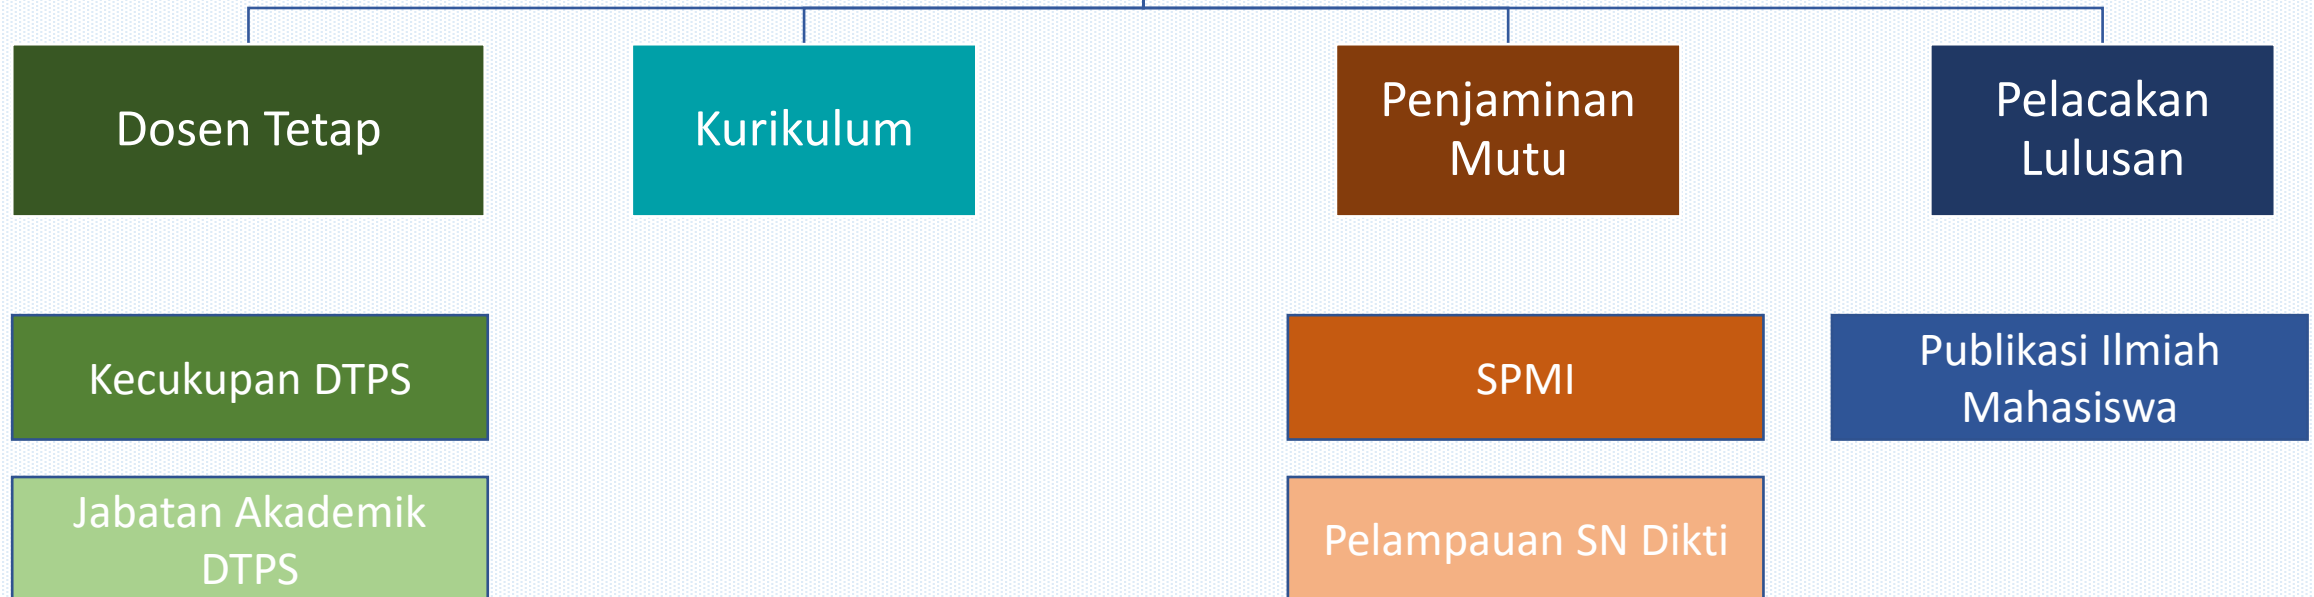 Dosen Tetap
Kurikulum
Penjaminan
Mutu
Pelacakan
Lulusan
Kecukupan DTPS
SPMI
Publikasi Ilmiah
Mahasiswa
Jabatan Akademik
DTPS
Pelampauan SN Dikti